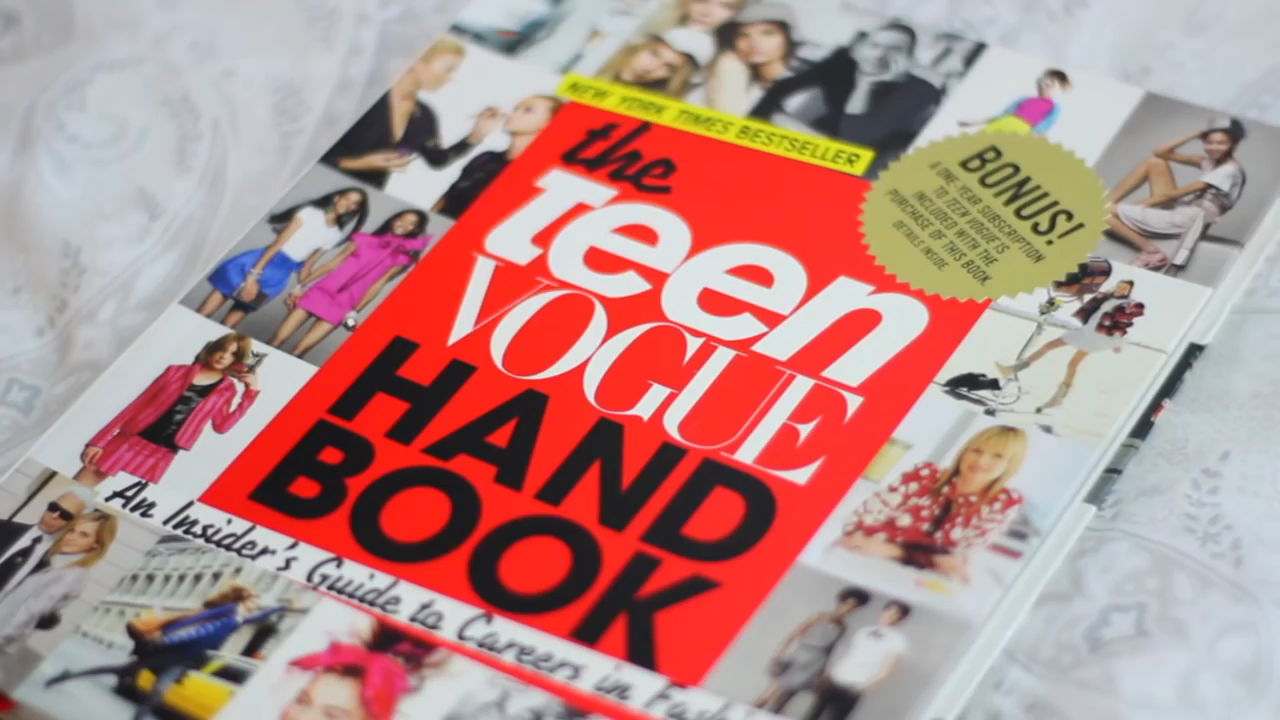 NEW YORK TIMES BESTSELLER
the
Teen
VOGUE
HAND
BOOK
An Insider's Guide to Careers in Fash
BONUS!
A ONE-YEAR SUBSCRIPTION
TO TEEN VOGUE IS
INCLUDED WITH THE
PURCHASE OF THIS BOOK
DETAILS INSIDE.